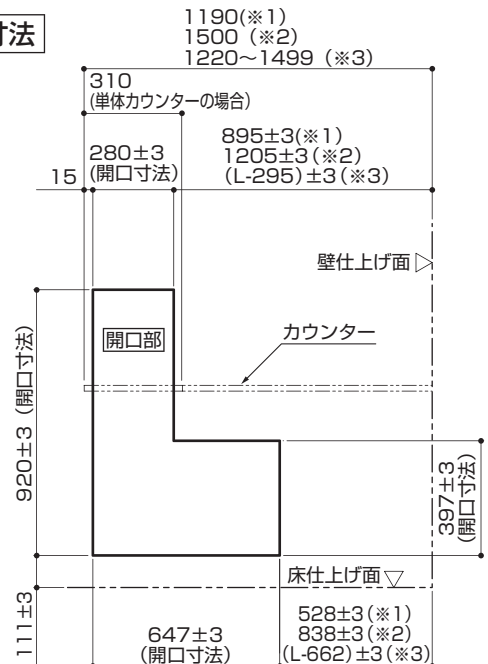 寸法
1190(※1)
1500(※2)
1220～1499(※3)
310
(単体カウンターの場合)
280±3
(開口寸法)
895±3(※1)
1205±3(※2)
(L-295)±3(※3)
15
壁仕上げ面
開口部
カウンター
920±3(開口寸法)
397±3
(開口寸法)
床仕上げ面
111±3
647±3
(開口寸法)
528±3(※1)
838±3(※2)
(L-662)±3(※3)